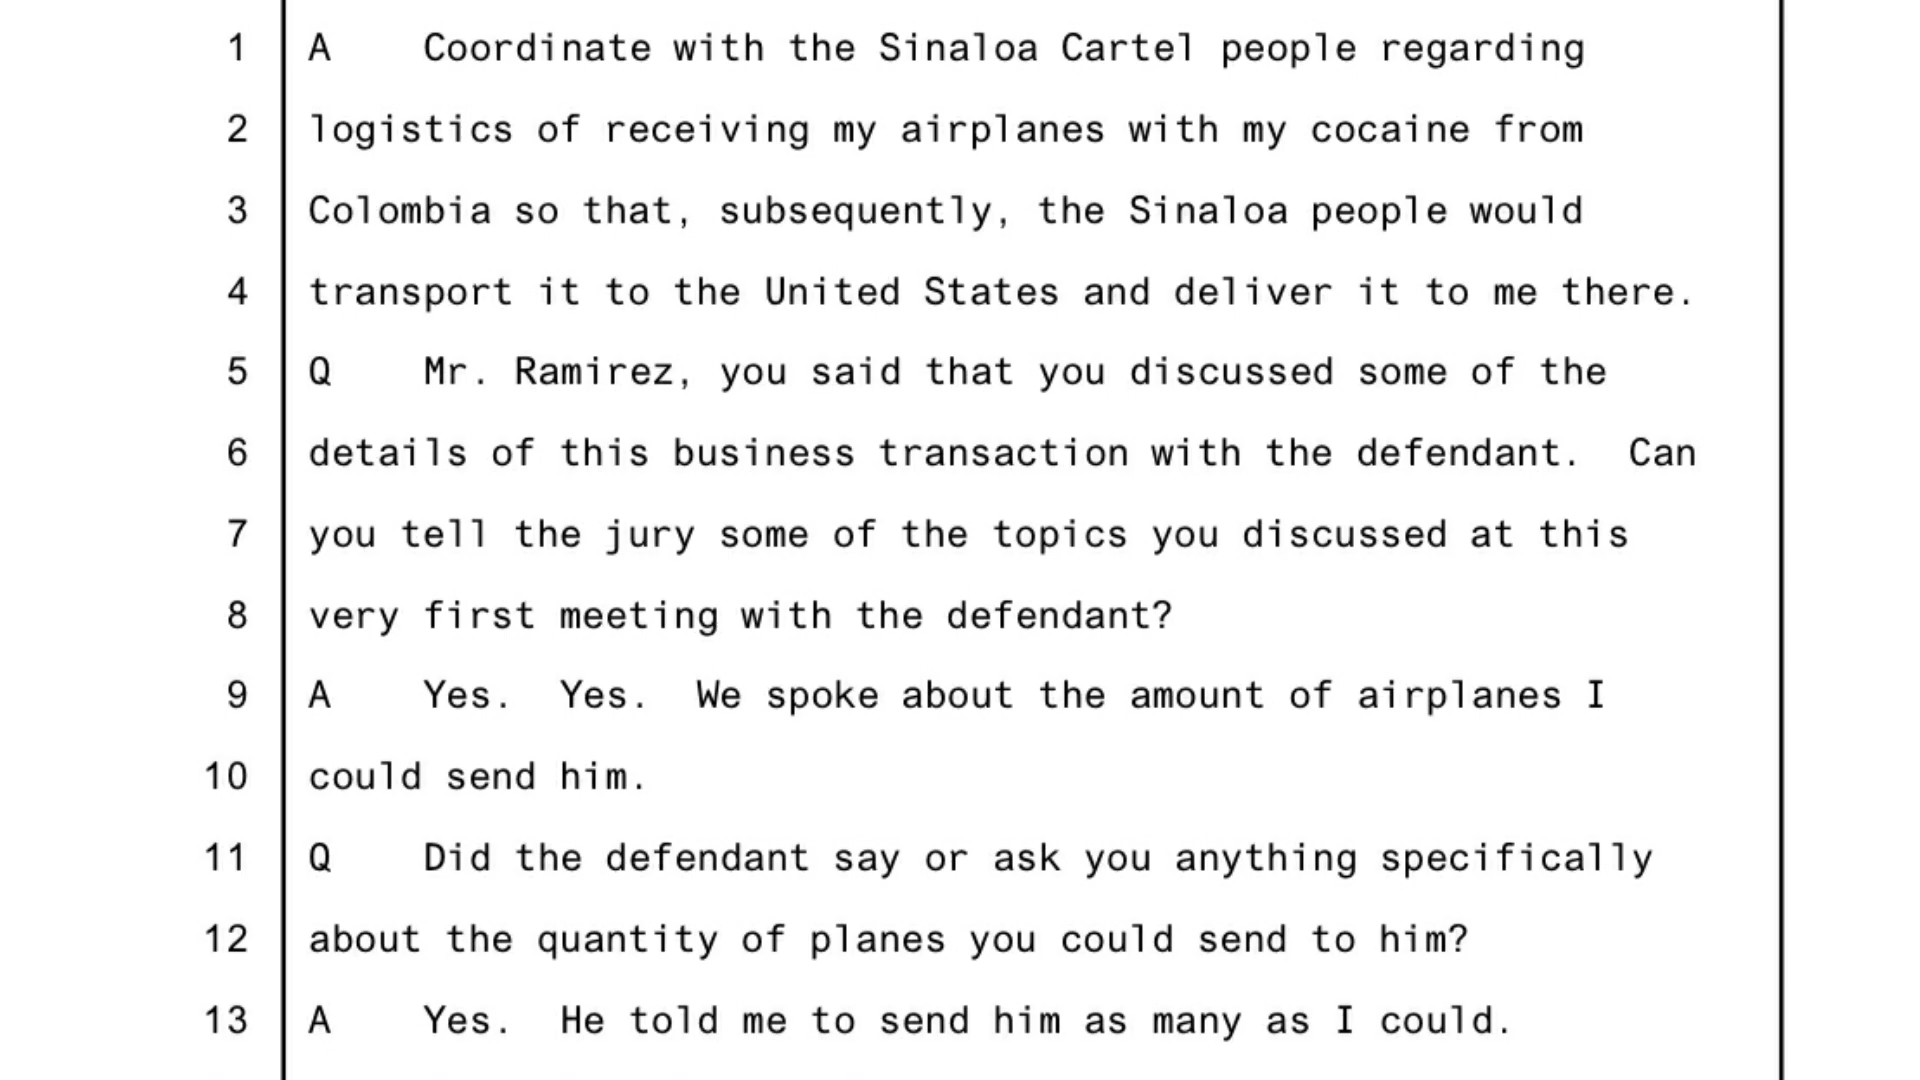 1 A Coordinate with the Sinaloa Cartel people regarding
2 logistics of receiving my airplanes with my cocaine from
3 Colombia so that, subsequently, the Sinaloa people would
4 transport it to the United States and deliver it to me there.
5 Q Mr. Ramirez, you said that you discussed some of the
6 details of this business transaction with the defendant. Can
7 you tell the jury some of the topics you discussed at this
8 very first meeting with the defendant?
9 A Yes. Yes. We spoke about the amount of airplanes I
10 could send him.
11 Q Did the defendant say or ask you anything specifically
12 about the quantity of planes you could send to him?
13 A Yes. He told me to send him as many as I could.